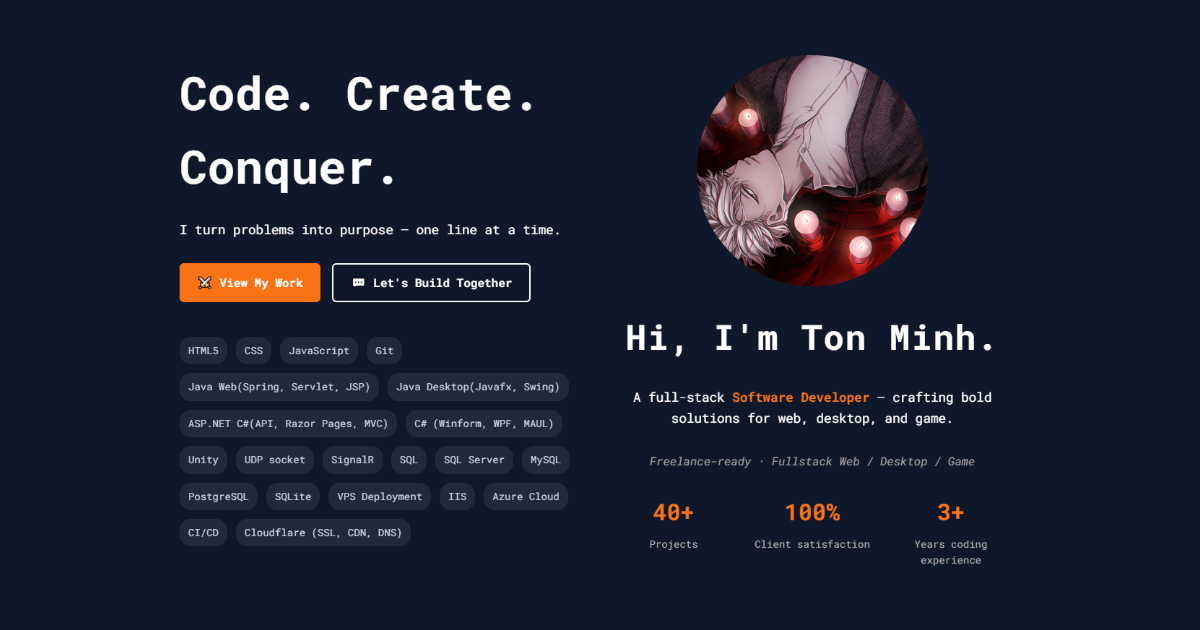 Code. Create.
Conquer.
I turn problems into purpose — one line at a time.
⚔️ View My Work
💬 Let's Build Together
HTML5
CSS
JavaScript
Git
Java Web(Spring, Servlet, JSP)
Java Desktop(Javafx, Swing)
ASP.NET C#(API, Razor Pages, MVC)
C# (Winform, WPF, MAUL)
Unity
UDP socket
SignalR
SQL
SQL Server
MySQL
PostgreSQL
SQLite
VPS Deployment
IIS
Azure Cloud
CI/CD
Cloudflare (SSL, CDN, DNS)
Hi, I'm Ton Minh.
A full-stack Software Developer — crafting bold
solutions for web, desktop, and game.
Freelance-ready · Fullstack Web / Desktop / Game
40+
Projects
100%
Client satisfaction
3+
Years coding
experience